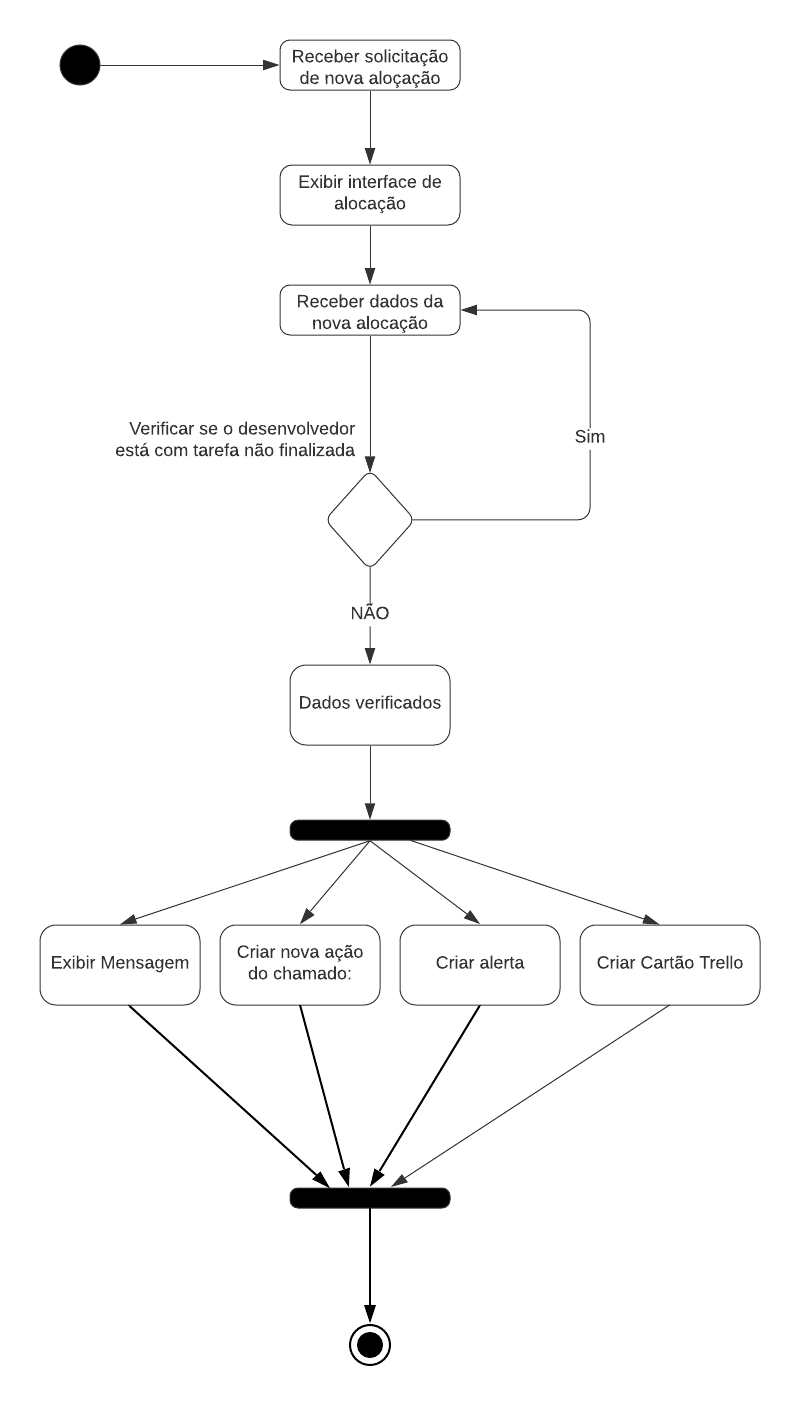 Receber solicitação
de nova aloçação
Exibir interface de
alocação
Receber dados da
nova alocação
Verificar se o desenvolvedor
está com tarefa não finalizada
Sim
NÃO
Dados verificados
Exibir Mensagem
Criar nova ação
do chamado:
Criar alerta
Criar Cartão Trello